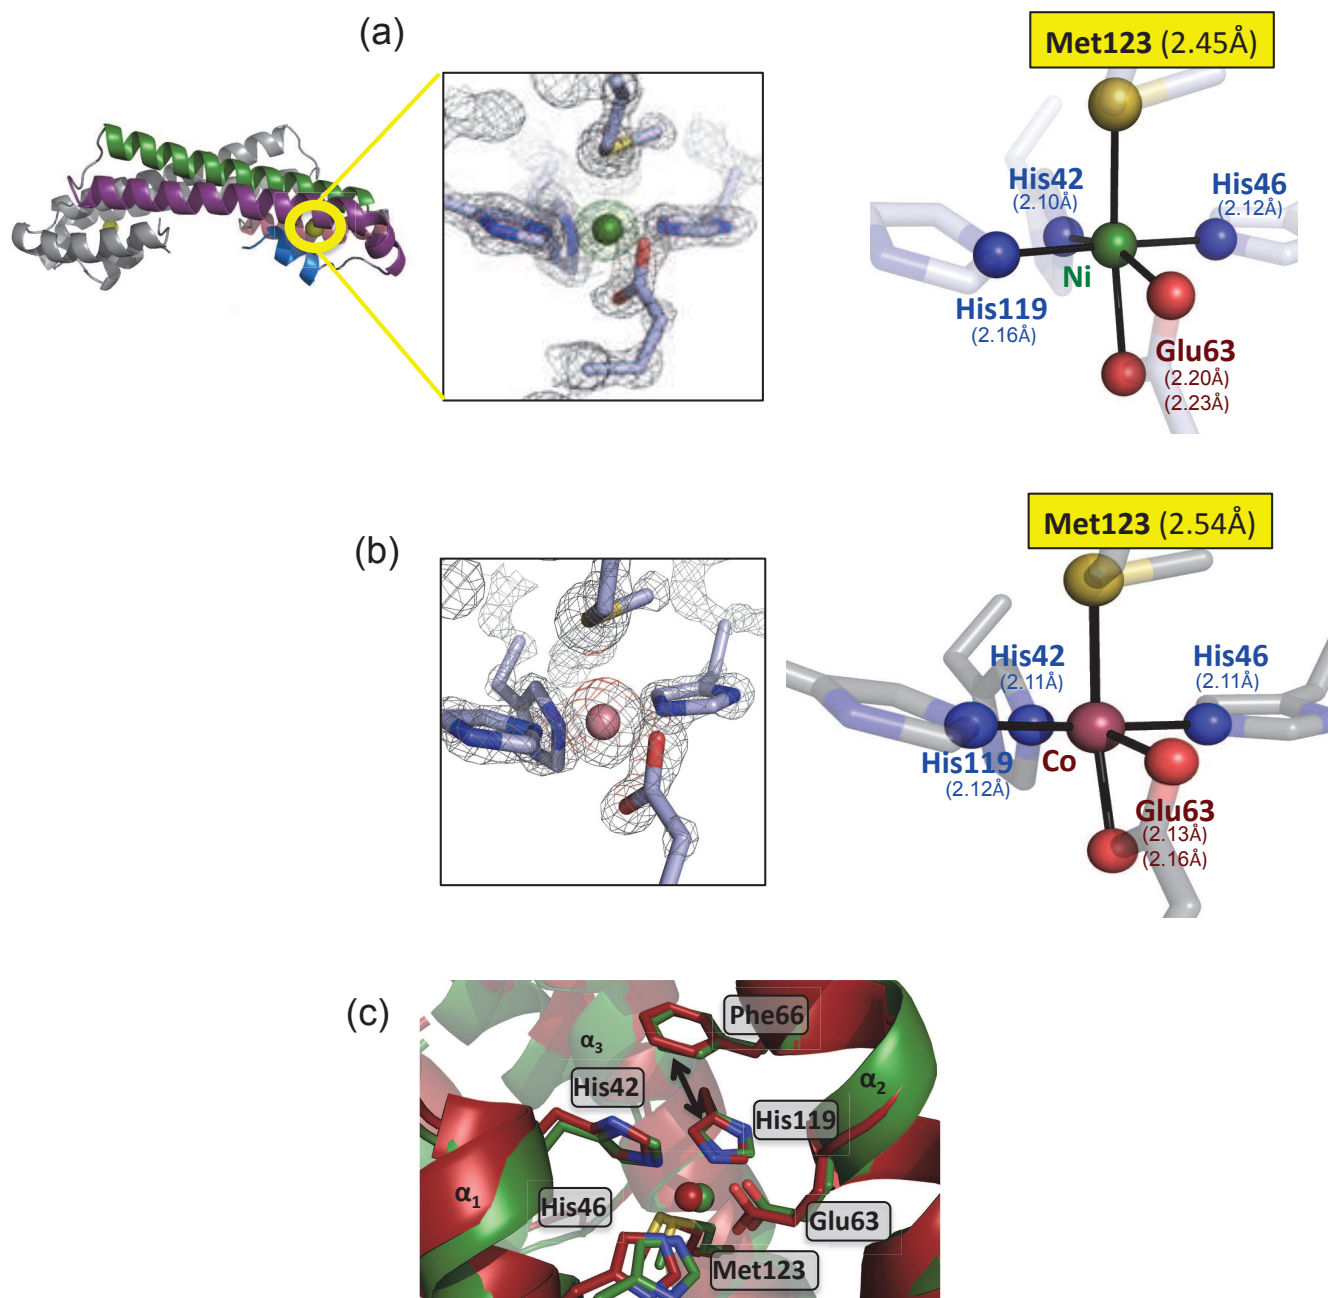 (a)
Met123 (2.45Å)
His42
(2.10Å)
His46
(2.12Å)
Ni
His119
(2.16Å)
Glu63
(2.20Å)
(2.23Å)
(b)
Met123 (2.54Å)
His42
(2.11Å)
His46
(2.11Å)
His119
(2.12Å)
Co
Glu63
(2.13Å)
(2.16Å)
(c)
Phe66
α3
His42
α2
His119
α1
His46
Glu63
Met123